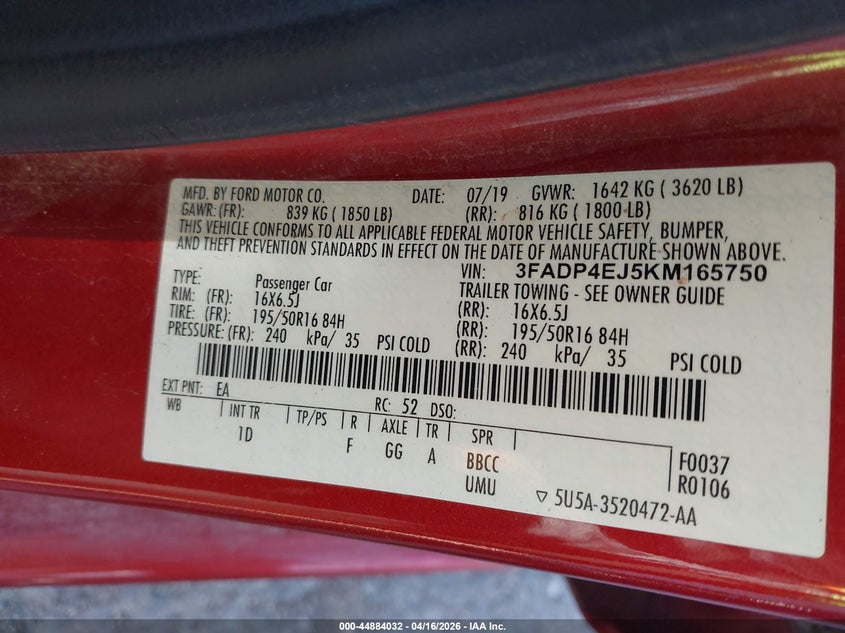 MFD. BY FORD MOTOR CO. DATE: 07/19 GVWR: 1642 KG ( 3620 LB)
GAWR: (FR): 839 KG ( 1850 LB) (RR): 816 KG ( 1800 LB)
THIS VEHICLE CONFORMS TO ALL APPLICABLE FEDERAL MOTOR VEHICLE SAFETY, BUMPER,
AND THEFT PREVENTION STANDARDS IN EFFECT ON THE DATE OF MANUFACTURE SHOWN ABOVE.
VIN: 3FADP4EJ5KM165750
TYPE: Passenger Car TRAILER TOWING - SEE OWNER GUIDE
RIM: (FR): 16X6.5J (RR): 16X6.5J
TIRE: (FR): 195/50R16 84H (RR): 195/50R16 84H
PRESSURE: (FR): 240 kPa/ 35 PSI COLD (RR): 240 kPa/ 35 PSI COLD
EXT PNT: EA RC: 52 DSO:
WB INT TR TP/PS R AXLE TR SPR
1D F GG A BBCC F0037
UMU R0106
5U5A-3520472-AA
000-44884032 - 04/16/2026 - IAA Inc.